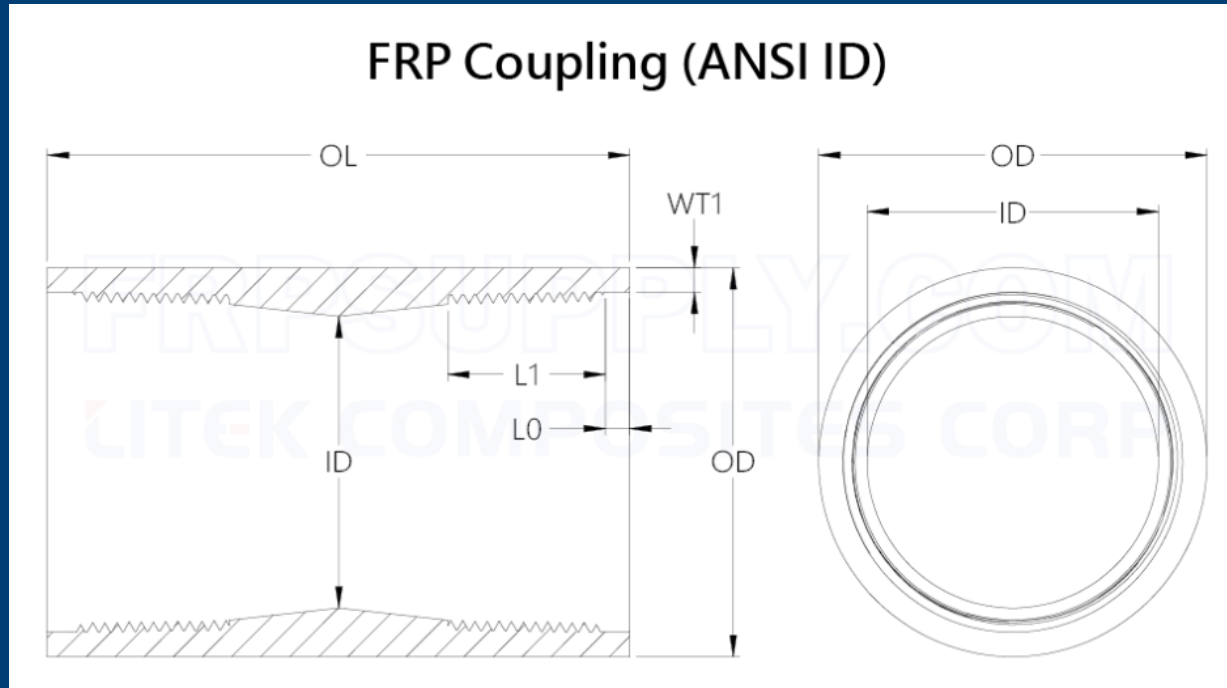 FRP Coupling (ANSI ID)
OL
OD
WT1
ID
FRPSUPPLY.COM
L1
L0
LITEK COMPOSITES CORP
ID
OD